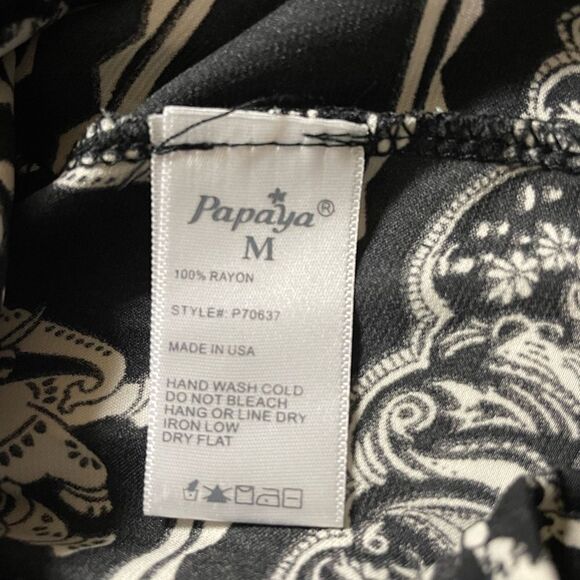 Papaya®
M
100% RAYON
STYLE#: P70637
MADE IN USA
HAND WASH COLD
DO NOT BLEACH
HANG OR LINE DRY
IRON LOW
DRY FLAT